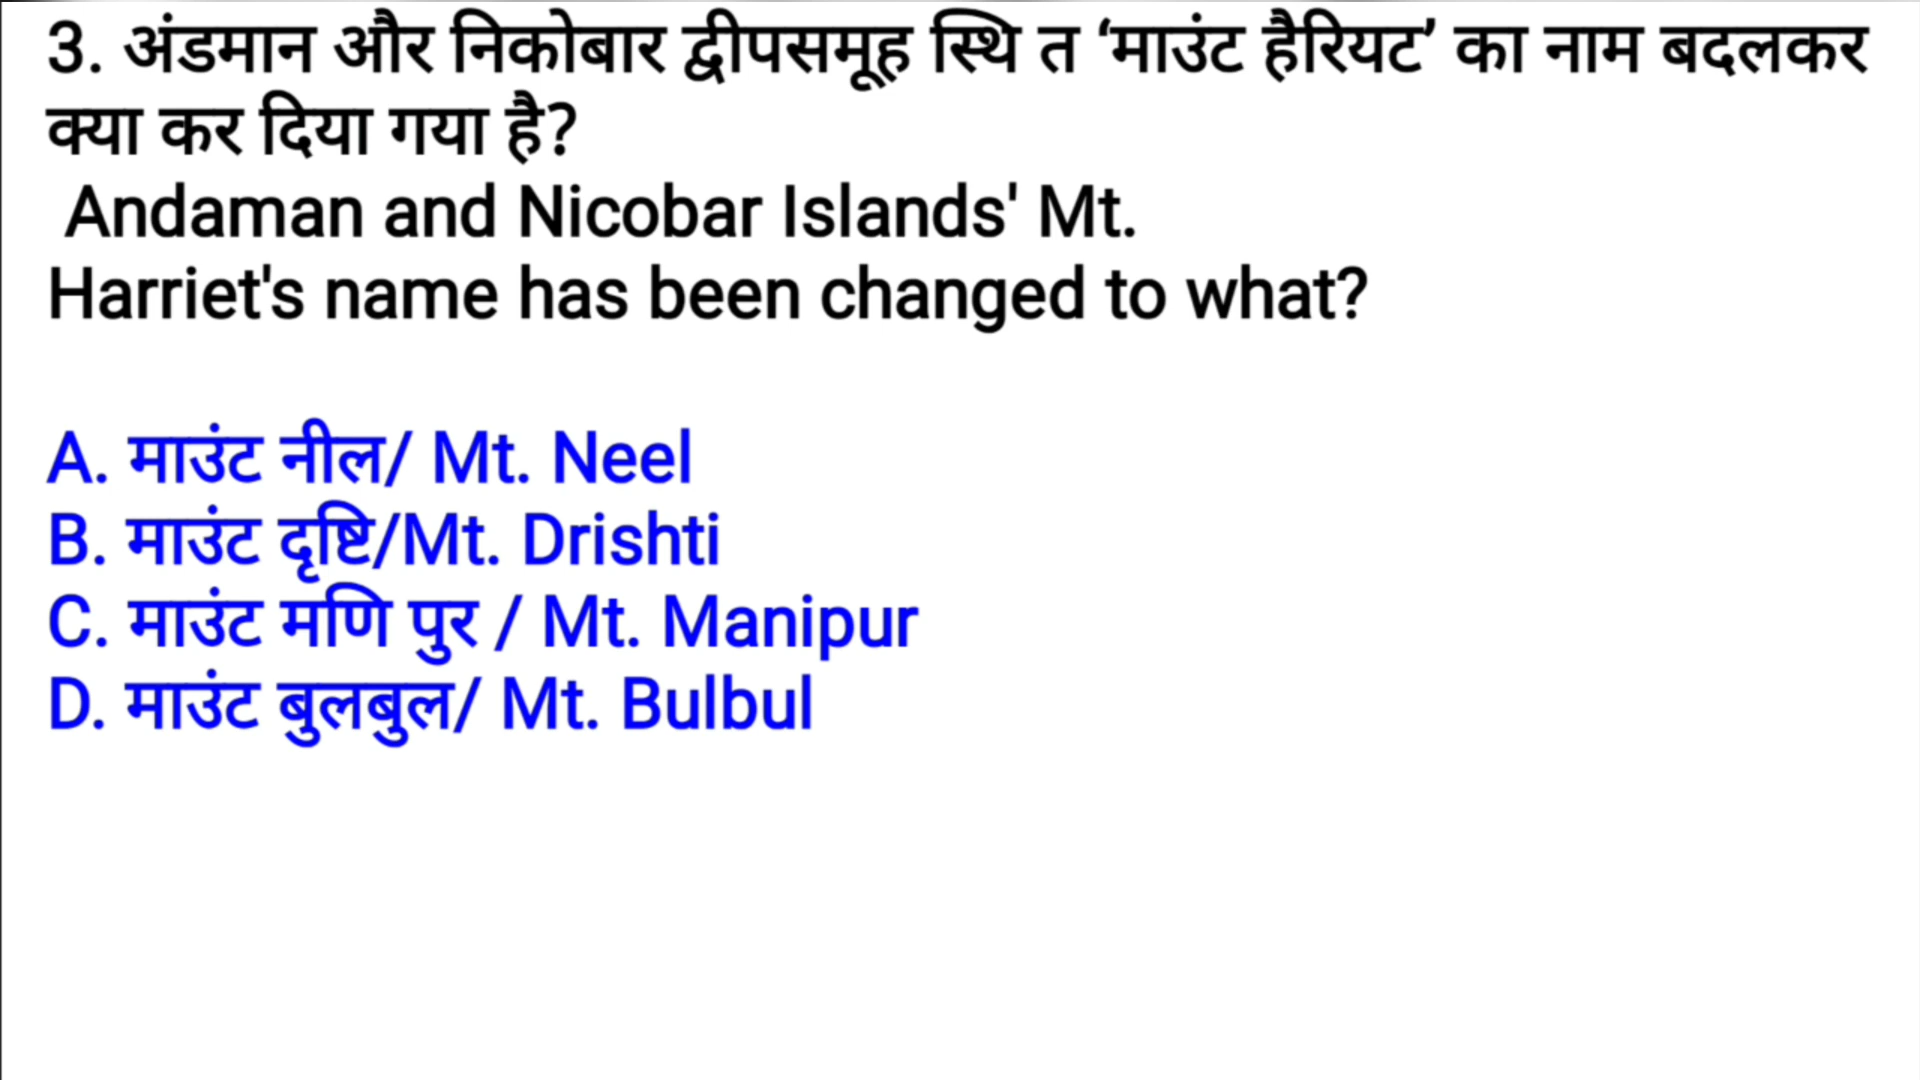 3. अंडमान और निकोबार द्वीपसमूह स्थि त ‘माउंट हैरियट’ का नाम बदलकर
क्या कर दिया गया है?
Andaman and Nicobar Islands' Mt.
Harriet's name has been changed to what?
A. माउंट नील/ Mt. Neel
B. माउंट दृष्टि/Mt. Drishti
C. माउंट मणि पुर / Mt. Manipur
D. माउंट बुलबुल/ Mt. Bulbul